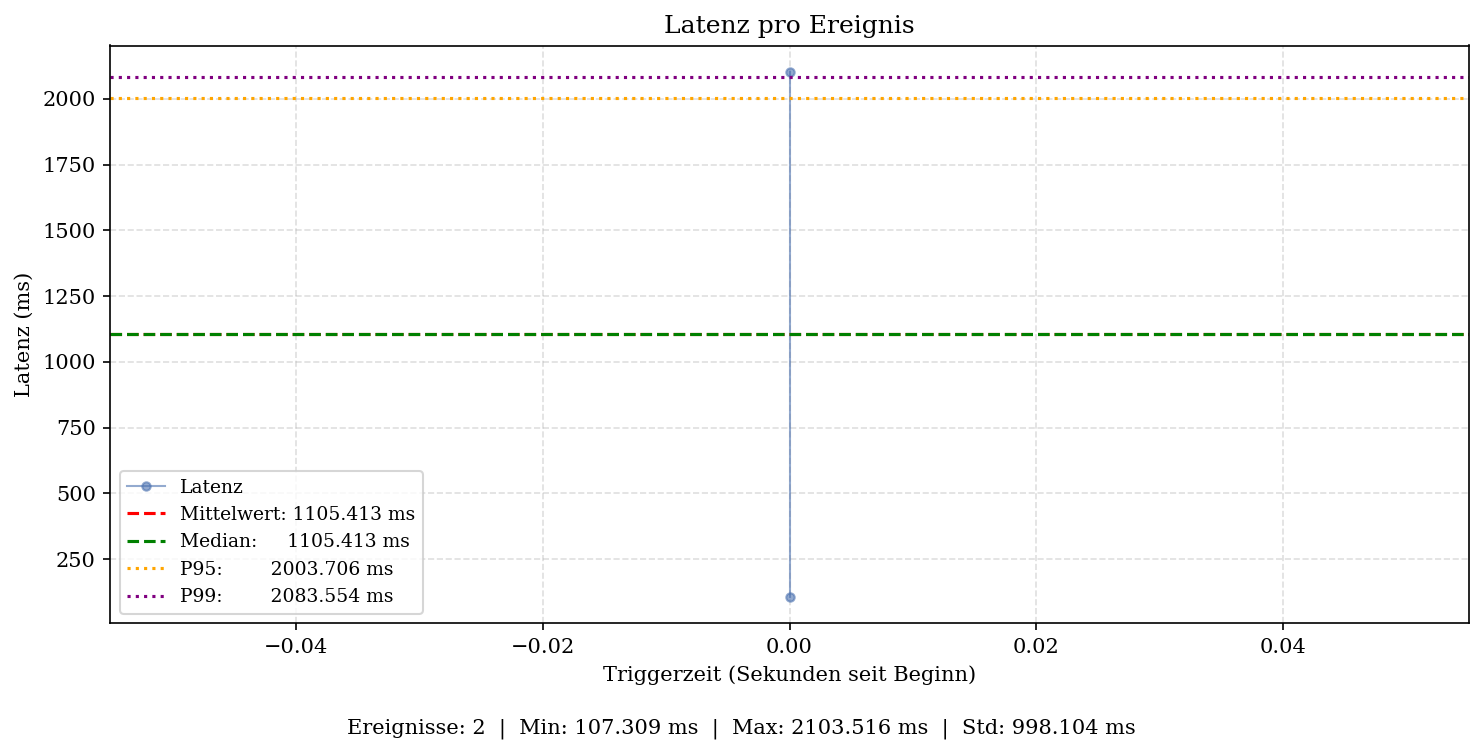 Latenz pro Ereignis
Latenz (ms)
2000
1750
1500
1250
1000
750
500
250
Latenz
Mittelwert: 1105.413 ms
Median: 1105.413 ms
P95: 2003.706 ms
P99: 2083.554 ms
−0.04 −0.02 0.00 0.02 0.04
Triggerzeit (Sekunden seit Beginn)
Ereignisse: 2 | Min: 107.309 ms | Max: 2103.516 ms | Std: 998.104 ms